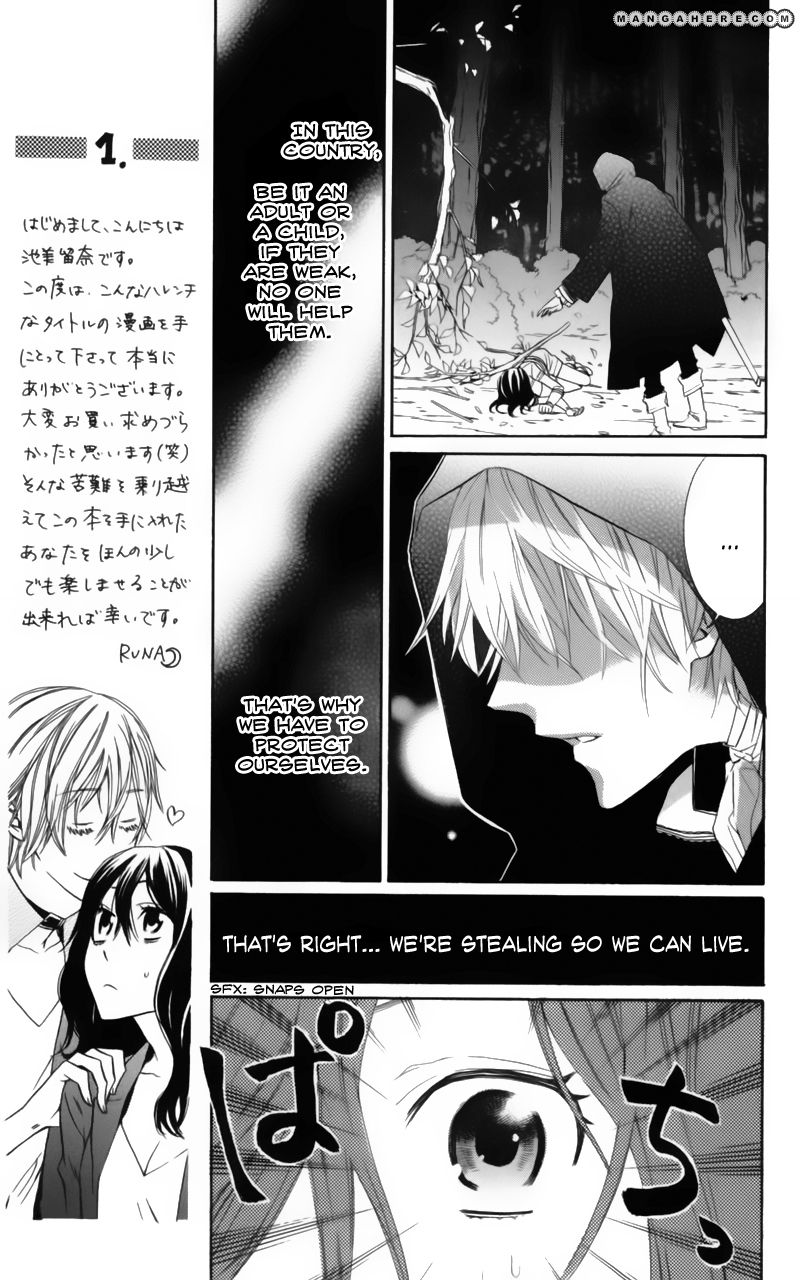 MANGAHERE.COM
...
IN THIS
COUNTRY,
BE IT AN
ADULT OR
A CHILD,
IF THEY
ARE WEAK,
NO ONE
WILL HELP
THEM.
THAT'S WHY
WE HAVE TO
PROTECT
OURSELVES.
THAT'S RIGHT... WE'RE STEALING SO WE CAN LIVE.
SFX: SNAPS OPEN
ぱちっ
1.
はじめまして、こんにちは
池美留奈です。
この度は、こんなハレンチ
なタイトルの漫画を手
にとって下さって本当に
ありがとうございます。
大変お買い求めづら
かったと思います(笑)
そんな苦難を乗り越
えてこの本を手に入れた
あなたをほんの少し
でも楽しませることが
出来れば幸いです。
RUNA